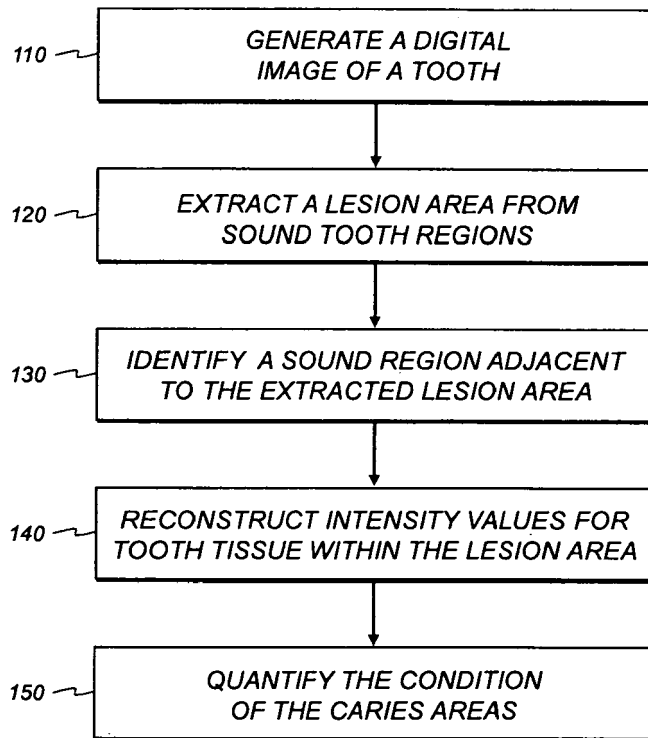 110
GENERATE A DIGITAL
IMAGE OF A TOOTH
120
EXTRACT A LESION AREA FROM
SOUND TOOTH REGIONS
130
IDENTIFY A SOUND REGION ADJACENT
TO THE EXTRACTED LESION AREA
140
RECONSTRUCT INTENSITY VALUES FOR
TOOTH TISSUE WITHIN THE LESION AREA
150
QUANTIFY THE CONDITION
OF THE CARIES AREAS